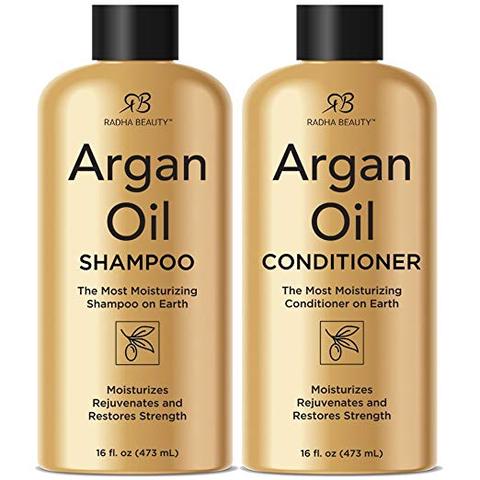 RB
RADHA BEAUTY™
Argan
Oil
SHAMPOO
The Most Moisturizing
Shampoo on Earth
Moisturizes
Rejuvenates and
Restores Strength
16 fl. oz (473 mL)
RB
RADHA BEAUTY™
Argan
Oil
CONDITIONER
The Most Moisturizing
Conditioner on Earth
Moisturizes
Rejuvenates and
Restores Strength
16 fl. oz (473 mL)